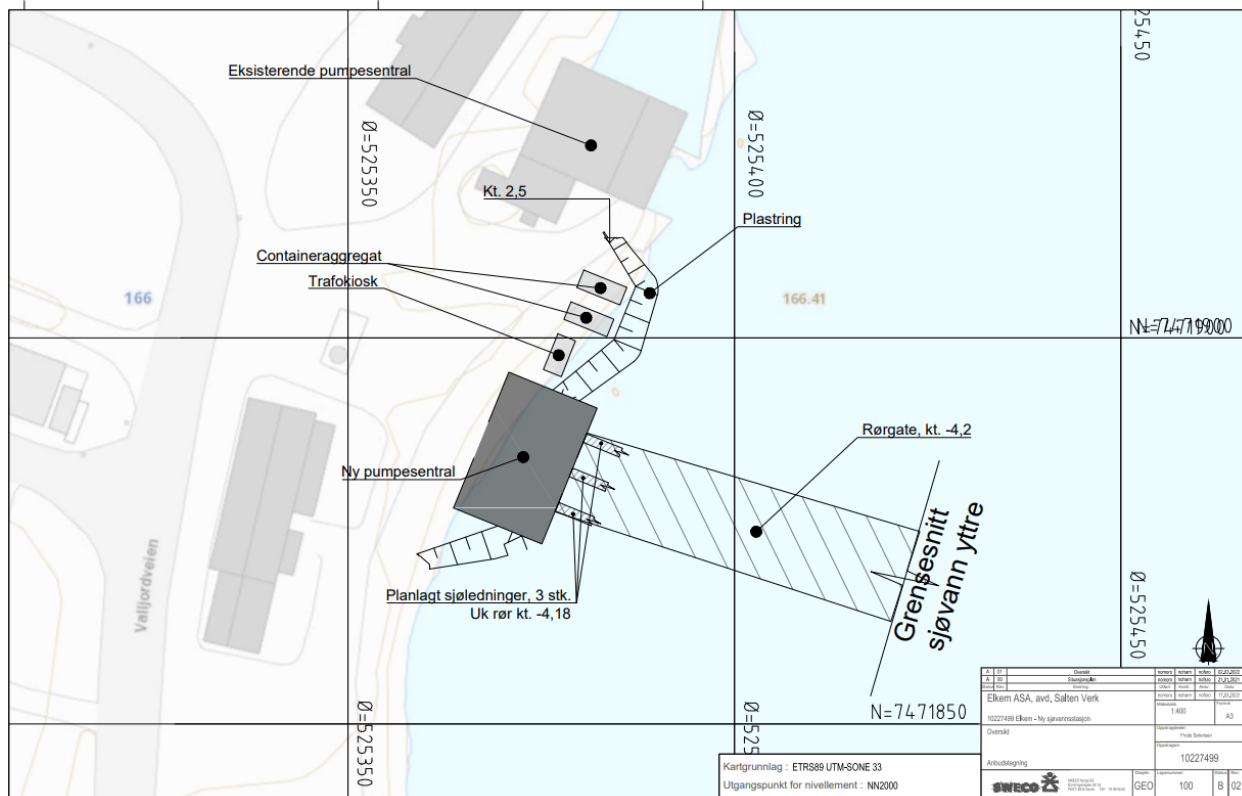 Ø=525450
Eksisterende pumpesentral
Ø=525350
Ø=525400
Kt. 2,5
Plastring
Containeraggregat
Trafokiosk
166
166.41
N=7471900
Rørgate, kt. -4,2
Ny pumpesentral
Valljordveien
Grensesnitt
sjøvann yttre
Planlagt sjøledninger, 3 stk.
Uk rør kt. -4,18
Ø=525450
N
Ø=525350
N=7471850
Kartgrunnlag : ETRS89 UTM-SONE 33
Utgangspunkt for nivellement : NN2000
Elkem ASA, avd, Salten Verk
1:400
A3
10227499 Elkem - Ny sjøvannsstasjon
Oversikt
10227499
Anbudstegning
SWECO
GEO
100
B
02